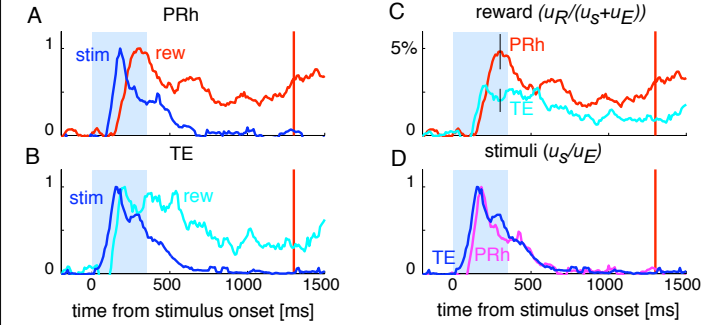 A
PRh
1
stim
rew
0
B
TE
1
stim
rew
0
0
500
1000
1500
time from stimulus onset [ms]
C
reward (u_R/(u_s+u_E))
5%
PRh
TE
0
D
stimuli (u_s/u_E)
1
TE
PRh
0
0
500
1000
1500
time from stimulus onset [ms]